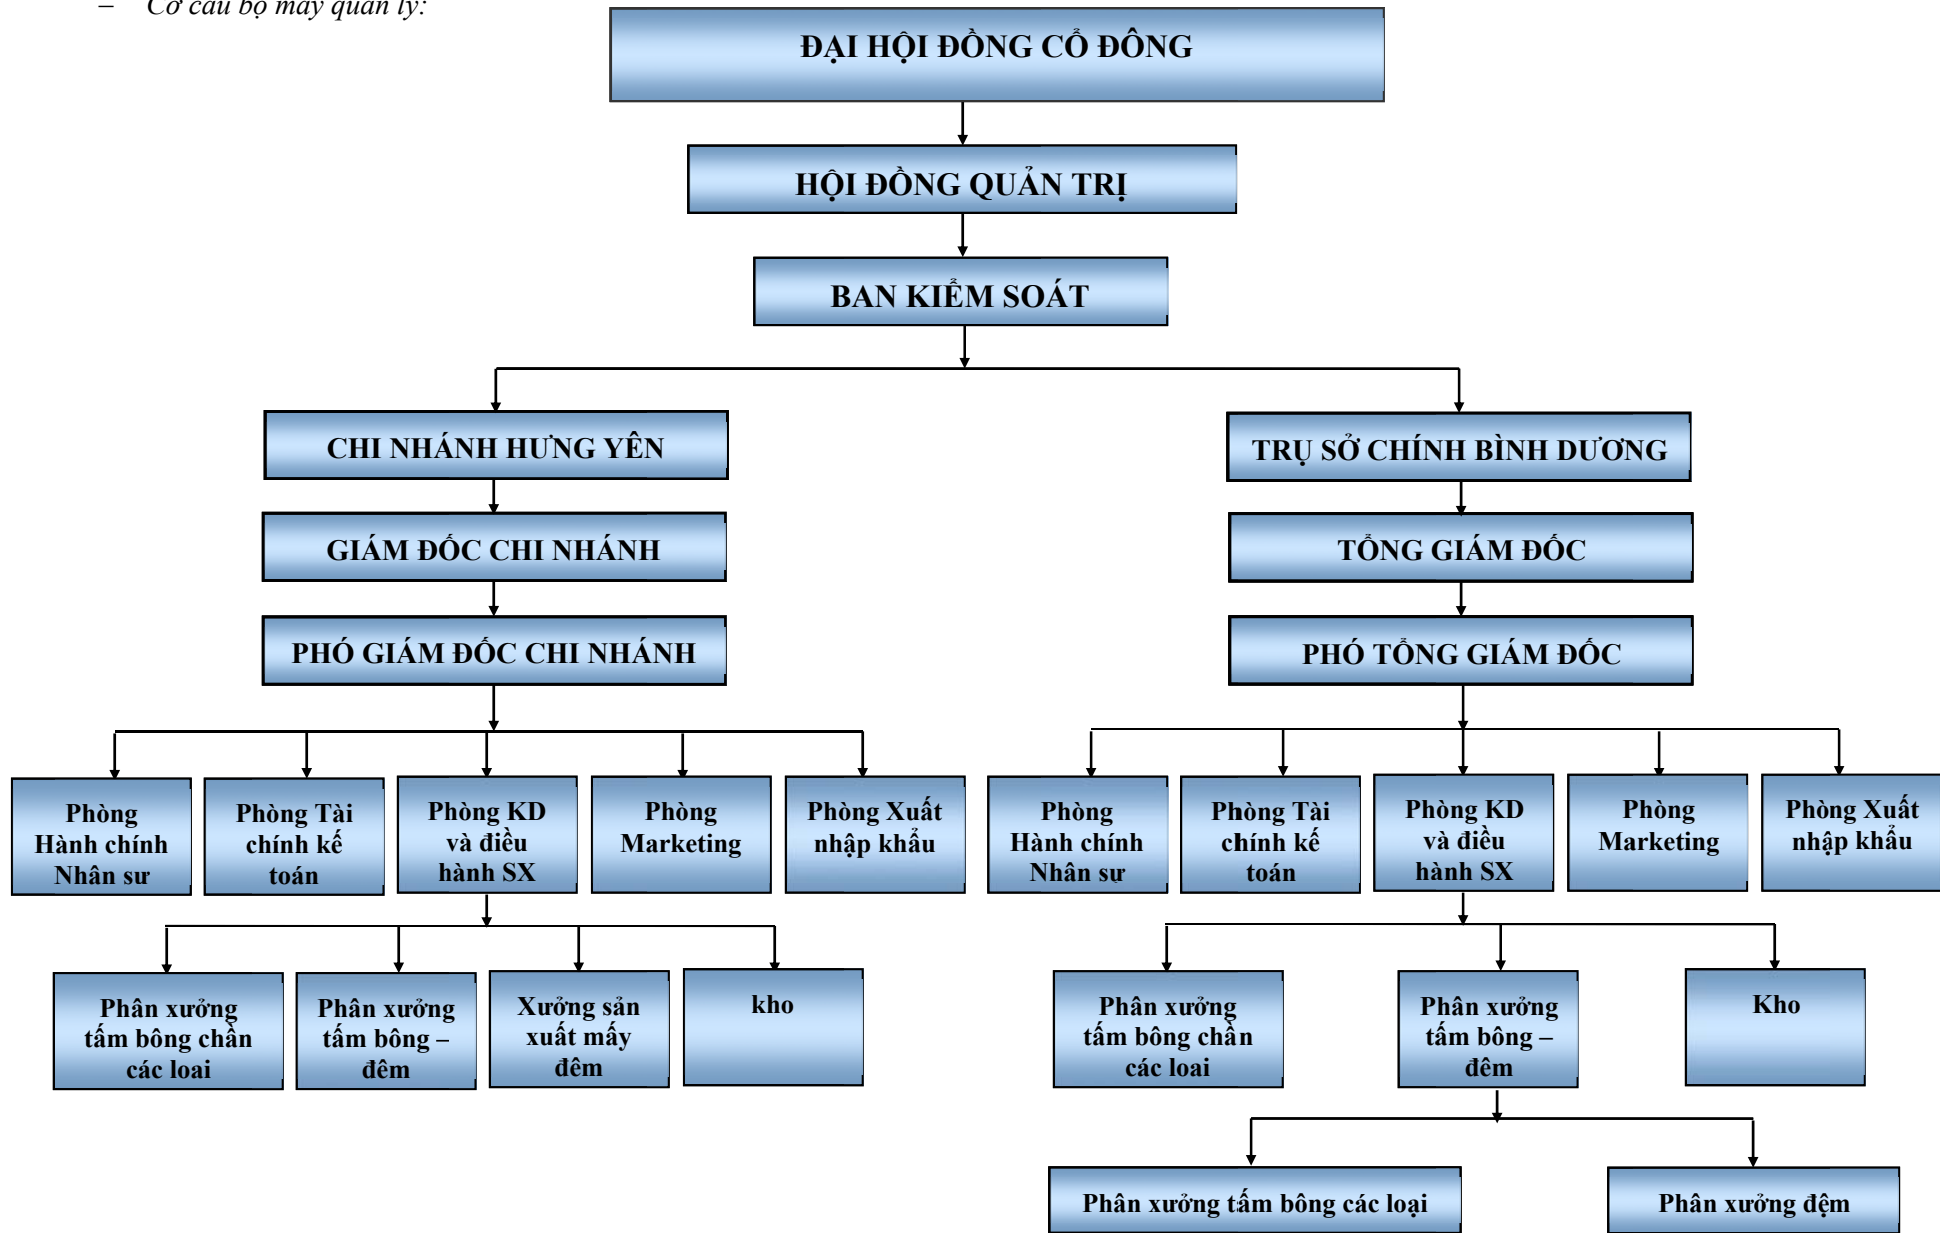 – Cơ cấu bộ máy quản lý:
ĐẠI HỘI ĐỒNG CỔ ĐÔNG
HỘI ĐỒNG QUẢN TRỊ
BAN KIỂM SOÁT
CHI NHÁNH HƯNG YÊN
TRỤ SỞ CHÍNH BÌNH DƯƠNG
GIÁM ĐỐC CHI NHÁNH
TỔNG GIÁM ĐỐC
PHÓ GIÁM ĐỐC CHI NHÁNH
PHÓ TỔNG GIÁM ĐỐC
Phòng
Hành chính
Nhân sư
Phòng Tài
chính kế
toán
Phòng KD
và điều
hành SX
Phòng
Marketing
Phòng Xuất
nhập khẩu
Phòng
Hành chính
Nhân sự
Phòng Tài
chính kế
toán
Phòng KD
và điều
hành SX
Phòng
Marketing
Phòng Xuất
nhập khẩu
Phân xưởng
tấm bông chần
các loai
Phân xưởng
tấm bông –
đêm
Xưởng sản
xuất mấy
đêm
kho
Phân xưởng
tấm bông chần
các loai
Phân xưởng
tấm bông –
đêm
Kho
Phân xưởng tấm bông các loại
Phân xưởng đệm